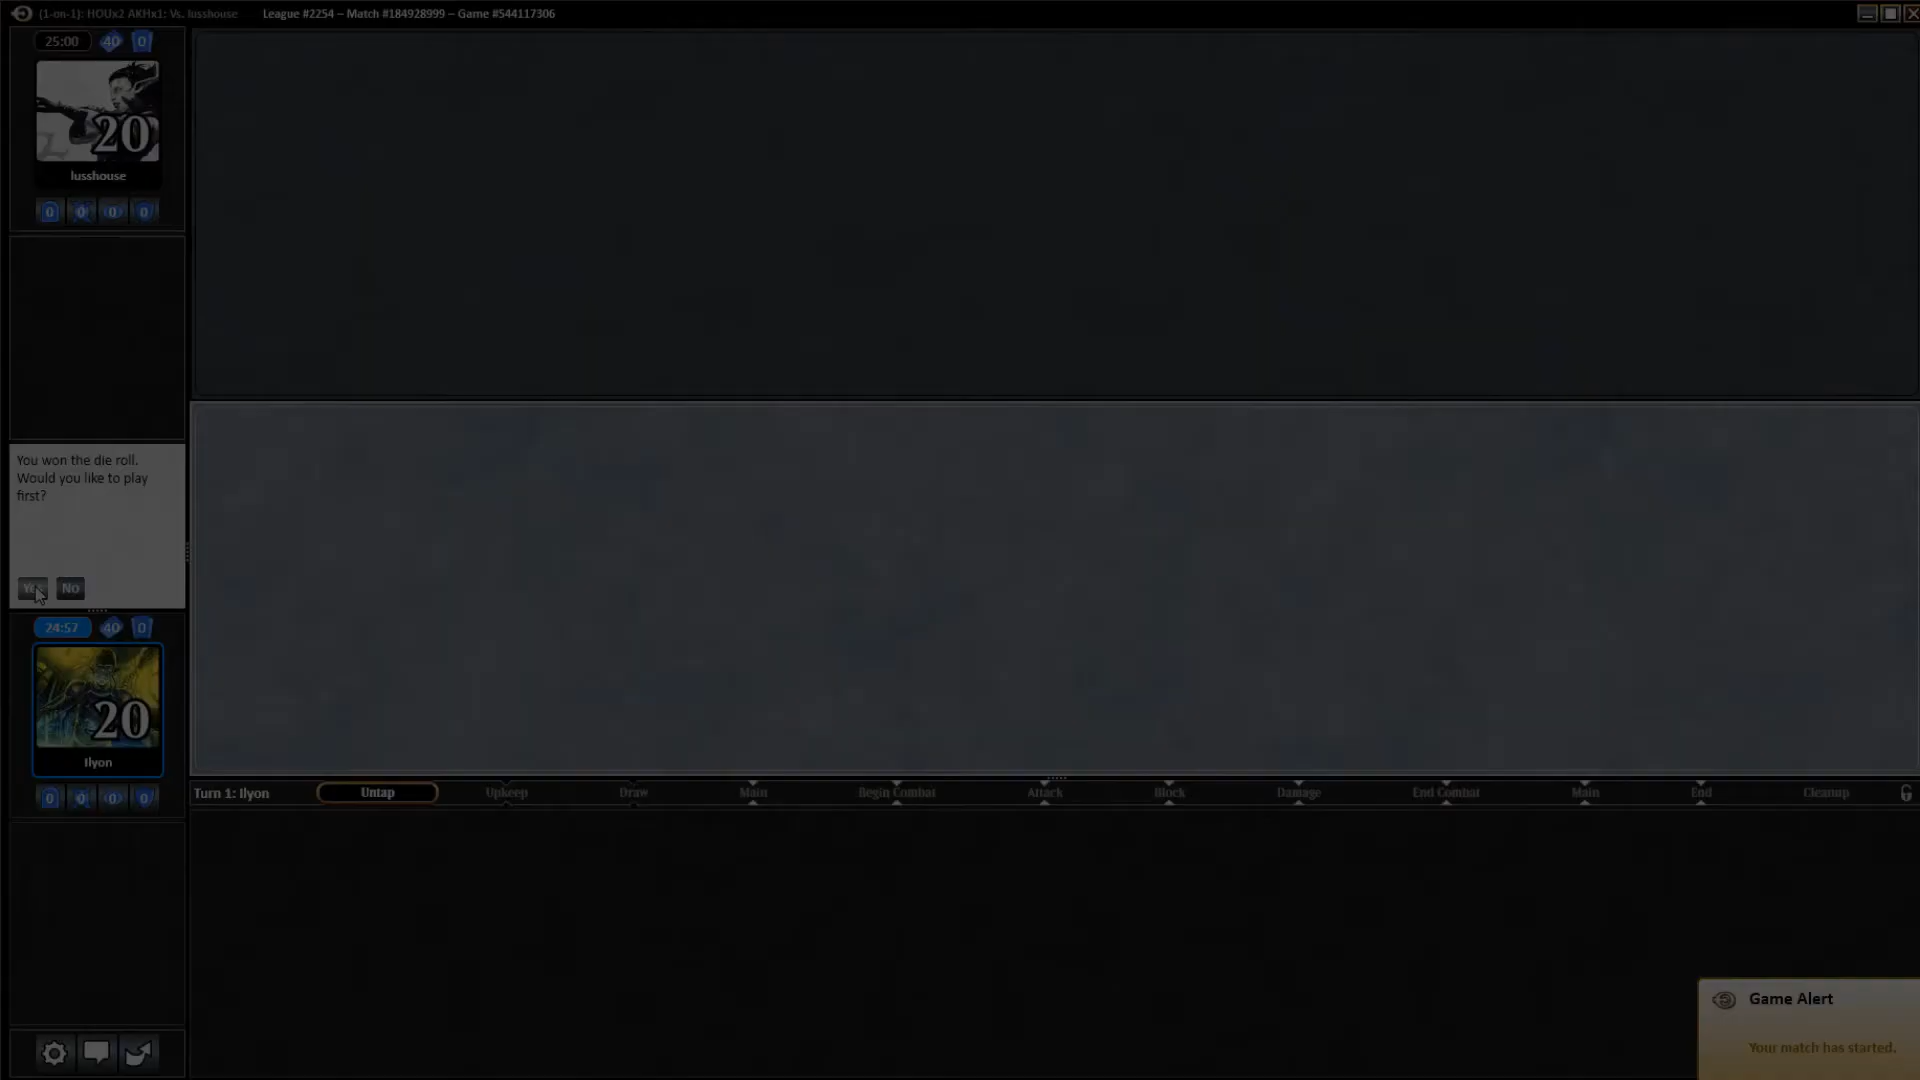 (1-on-1): HOUx2 AKHx1: Vs. lusshouse League #2254 – Match #184928999 – Game #544117306
25:00 40 0
20
lusshouse
0 0 0 0
You won the die roll.
Would you like to play
first?
Yes No
24:57 40 0
20
Ilyon
0 0 0 0
Turn 1: Ilyon Untap Upkeep Draw Main Begin Combat Attack Block Damage End Combat Main End Cleanup
Game Alert
Your match has started.